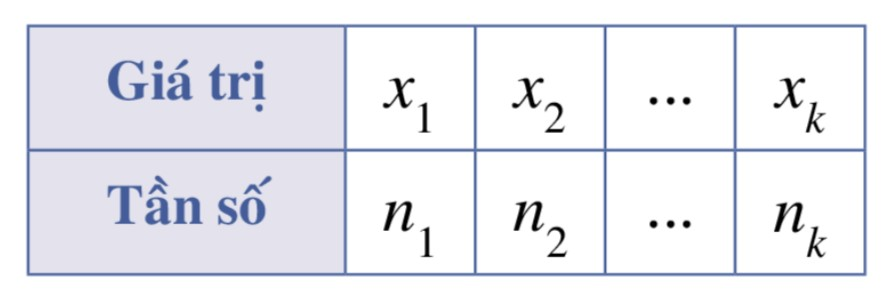 Giá trị x₁ x₂ ... xₖ
Tần số n₁ n₂ ... nₖ